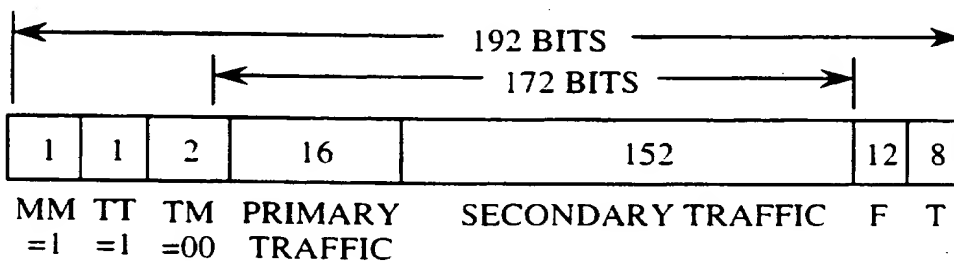 192 BITS
172 BITS
1 1 2 16 152 12 8
MM TT TM PRIMARY SECONDARY TRAFFIC F T
=1 =1 =00 TRAFFIC